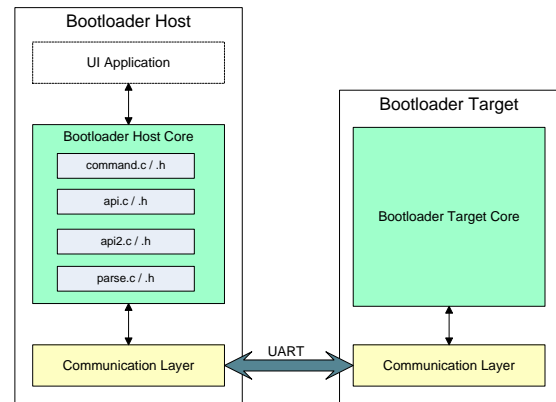 Bootloader Host
UI Application
Bootloader Host Core
command.c / .h
api.c / .h
api2.c / .h
parse.c / .h
Communication Layer
UART
Bootloader Target
Bootloader Target Core
Communication Layer